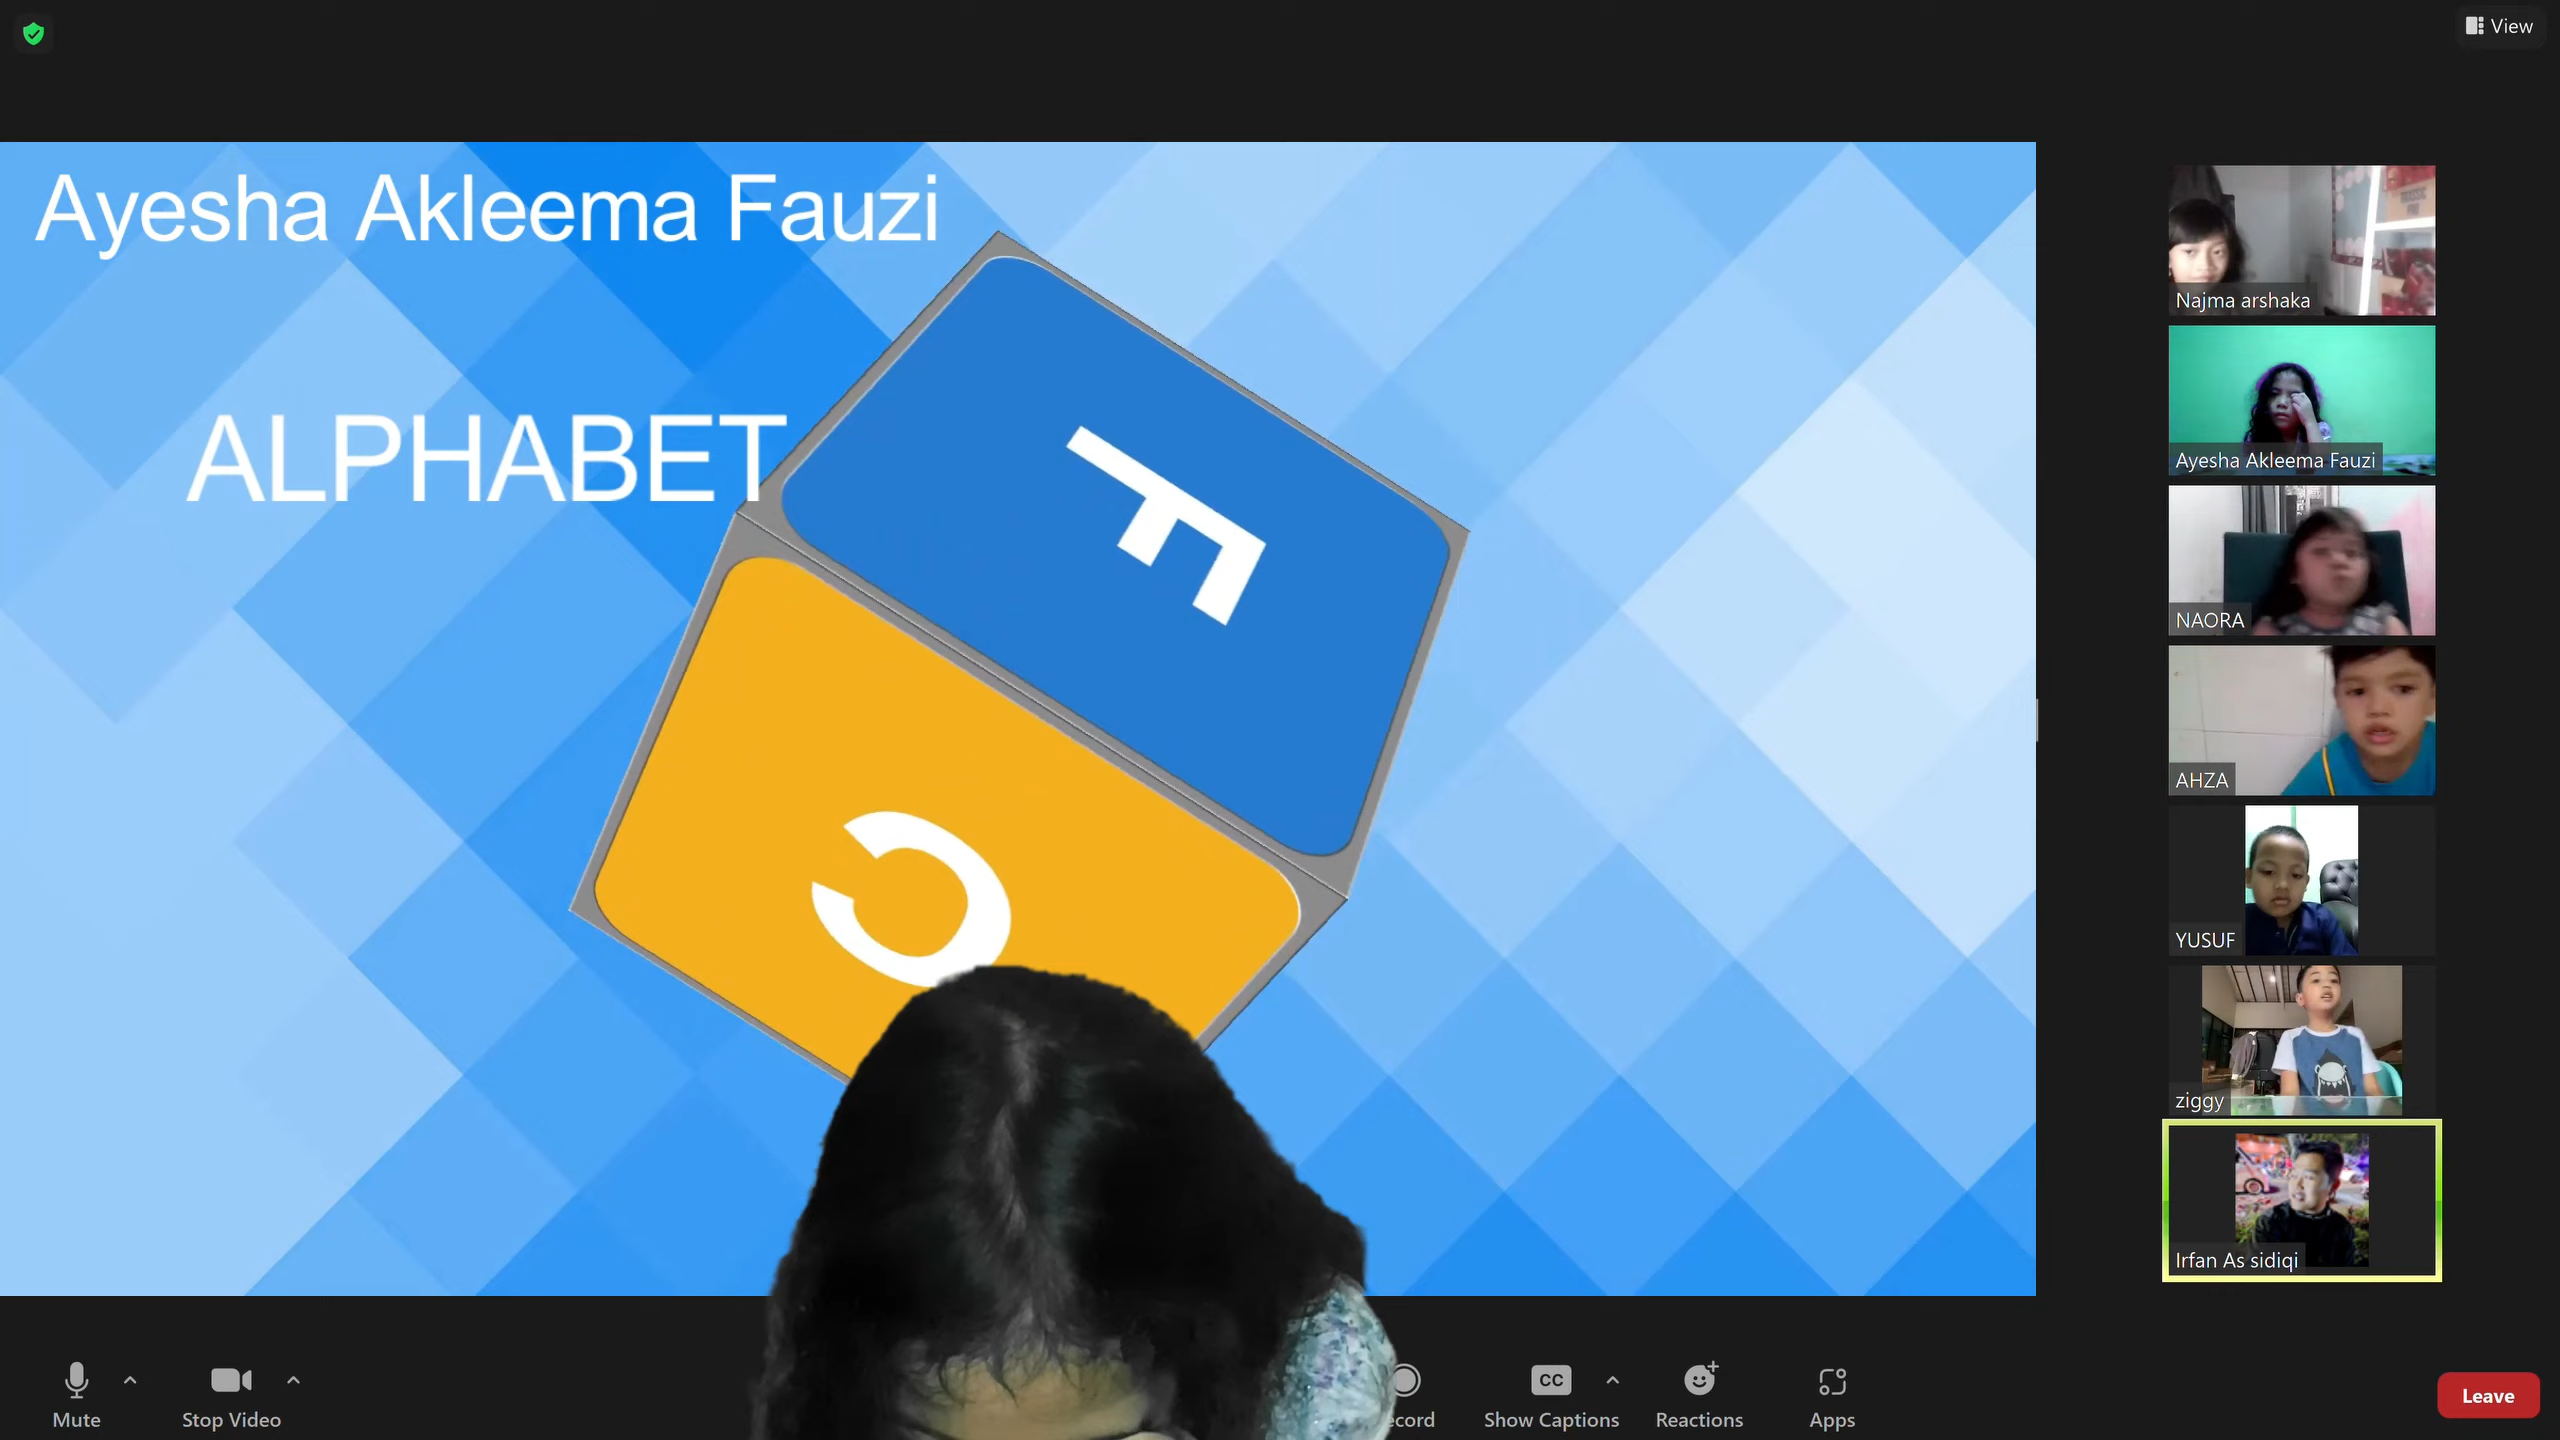 View
Ayesha Akleema Fauzi
ALPHABET
F
C
Najma arshaka
Ayesha Akleema Fauzi
NAORA
AHZA
YUSUF
ziggy
Irfan As sidiqi
Mute
Stop Video
CC
Show Captions
Reactions
Apps
Leave